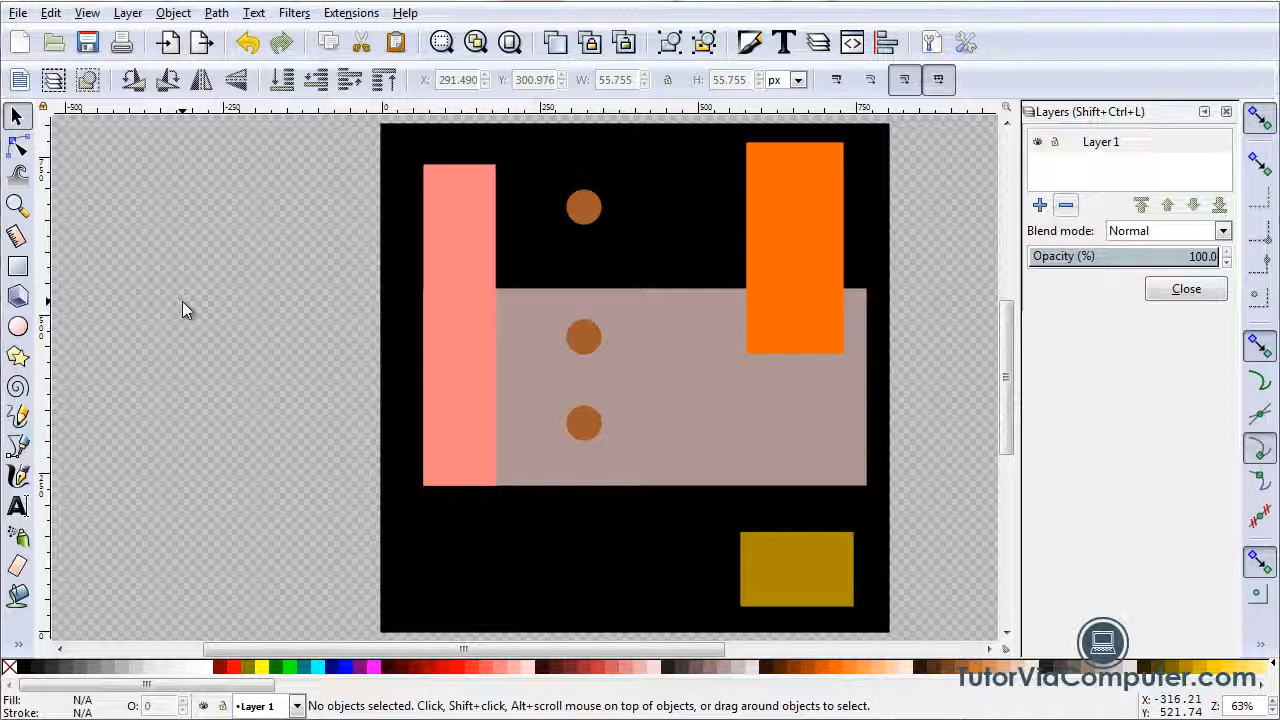 File Edit View Layer Object Path Text Filters Extensions Help
X: 291.490 Y: 300.976 W: 55.755 H: 55.755 px
-500 -250 0 250 500 750
Layers (Shift+Ctrl+L)
Layer 1
Blend mode: Normal
Opacity (%) 100.0
Close
TutorVidComputer.com
Fill: N/A
Stroke: N/A
O: 0
Layer 1
No objects selected. Click, Shift+click, Alt+scroll mouse on top of objects, or drag around objects to select.
X: -316.21
Y: 521.74
Z: 63%